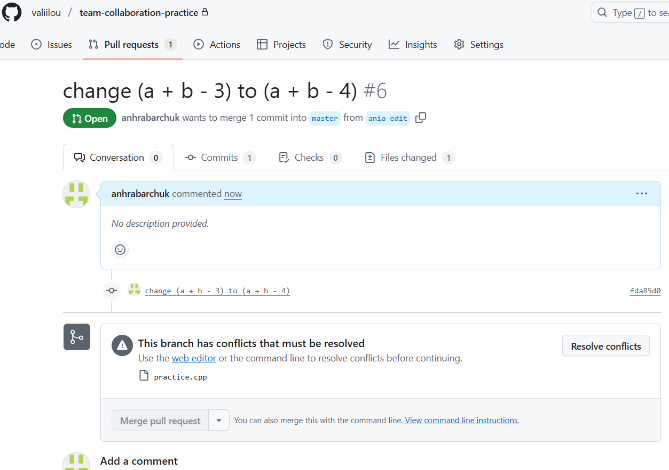 valiilou / team-collaboration-practice
Type / to se
ode Issues Pull requests 1 Actions Projects Security Insights Settings
change (a + b - 3) to (a + b - 4) #6
Open anhrabarchuk wants to merge 1 commit into master from ania-edit
Conversation 0 Commits 1 Checks 0 Files changed 1
anhrabarchuk commented now
No description provided.
change (a + b - 3) to (a + b - 4) fda05d0
This branch has conflicts that must be resolved
Use the web editor or the command line to resolve conflicts before continuing.
Resolve conflicts
practice.cpp
Merge pull request You can also merge this with the command line. View command line instructions.
Add a comment